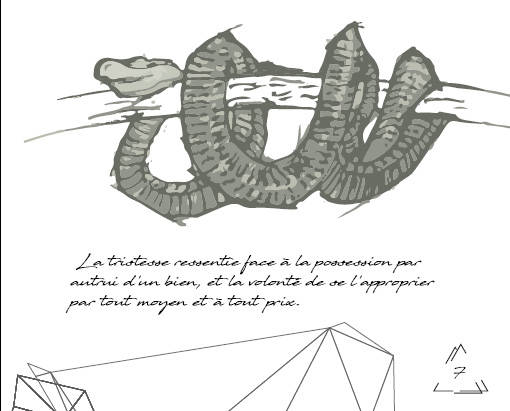 La tristesse ressentie face à la possession par
autrui d'un bien, et la volonté de se l'approprier
par tout moyen et à tout prix.
7